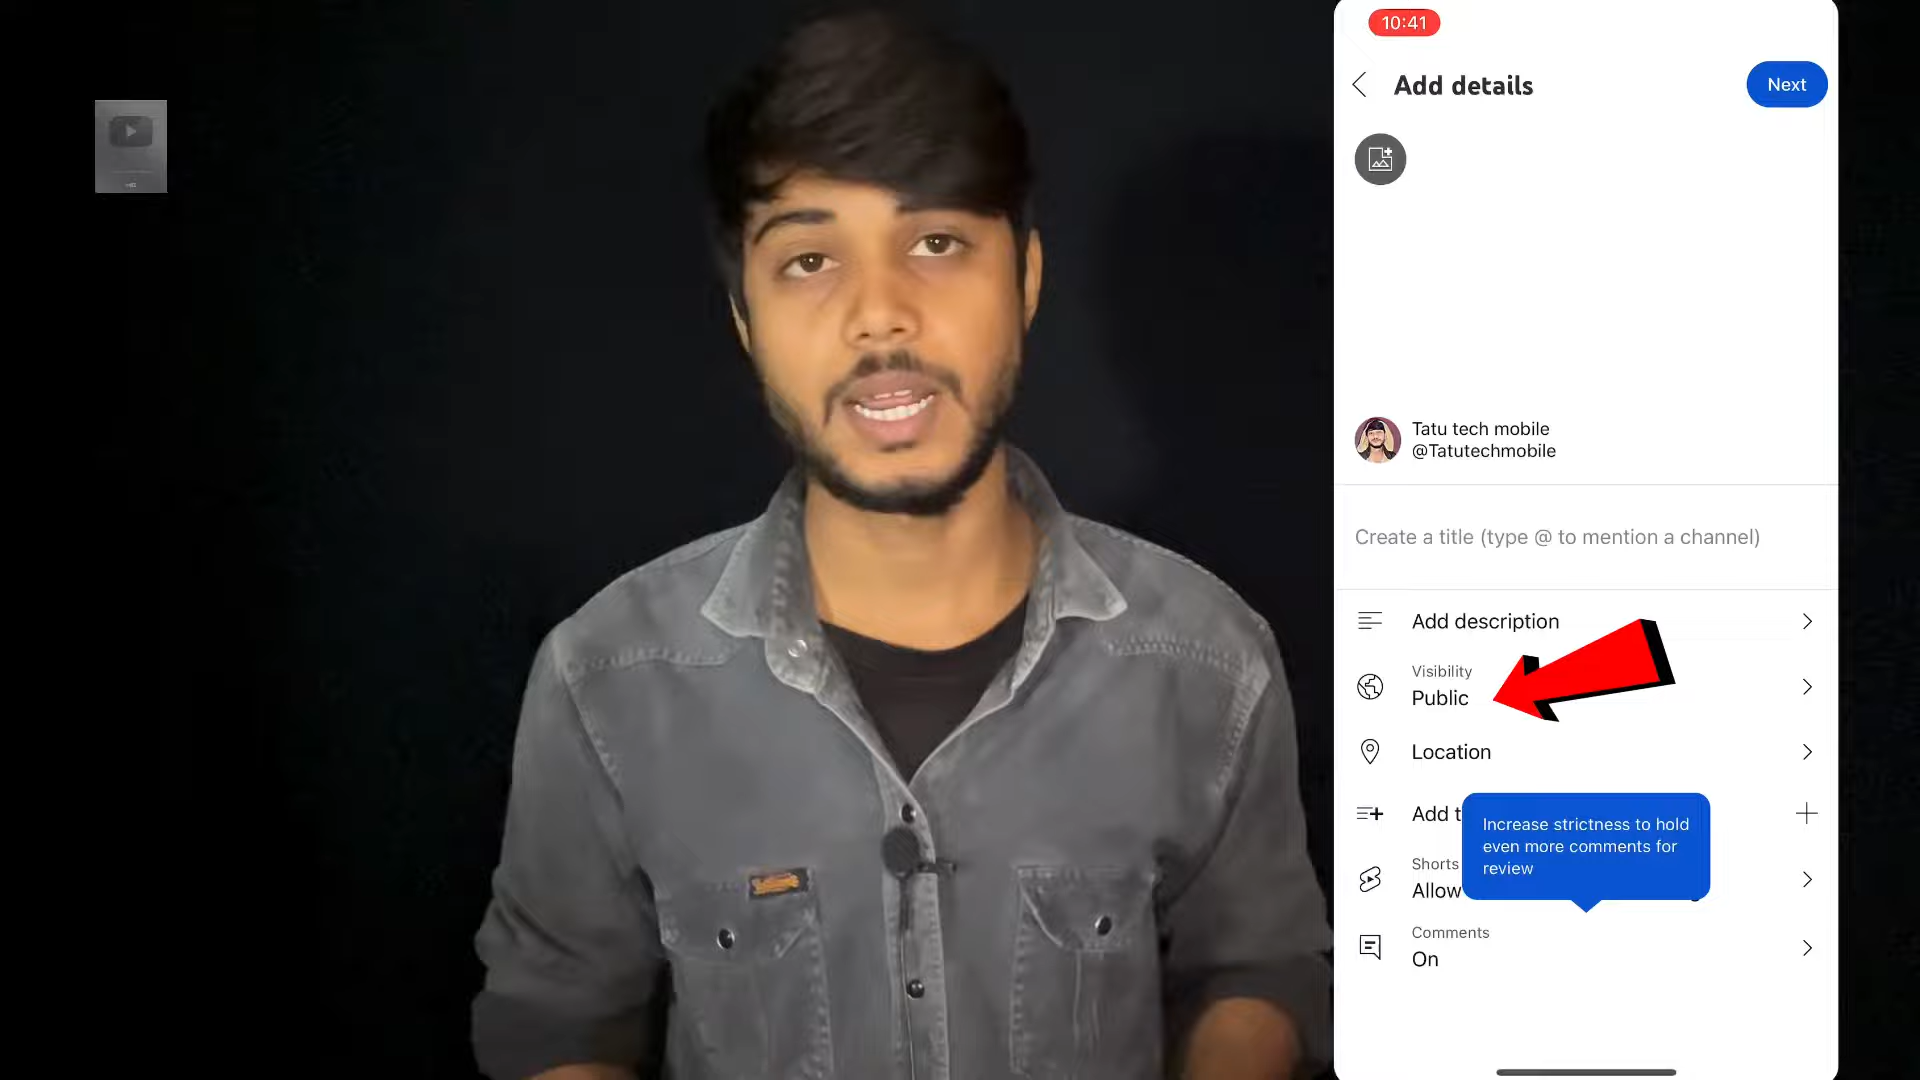 10:41
Add details
Next
Tatu tech mobile
@Tatutechmobile
Create a title (type @ to mention a channel)
Add description
Visibility
Public
Location
Add t
Increase strictness to hold
even more comments for
review
Shorts
Allow
Comments
On